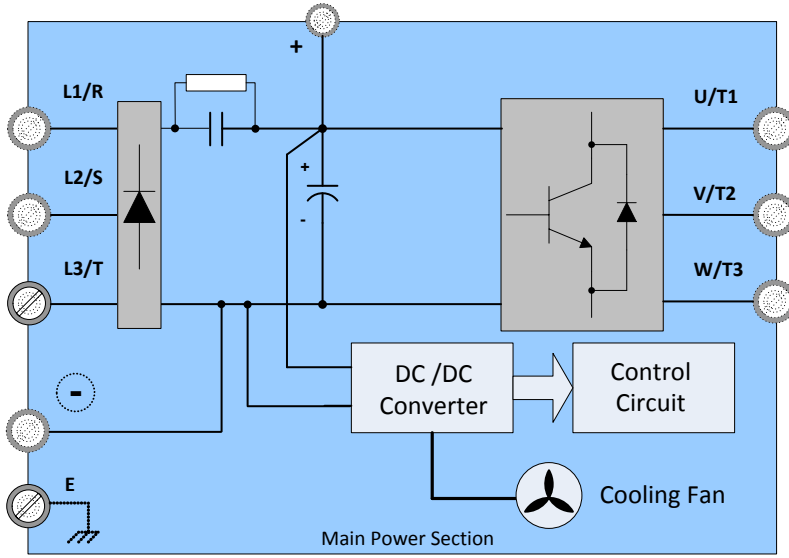 +
L1/R
U/T1
L2/S
+
-
V/T2
L3/T
W/T3
-
DC /DC
Converter
Control
Circuit
E
Cooling Fan
Main Power Section